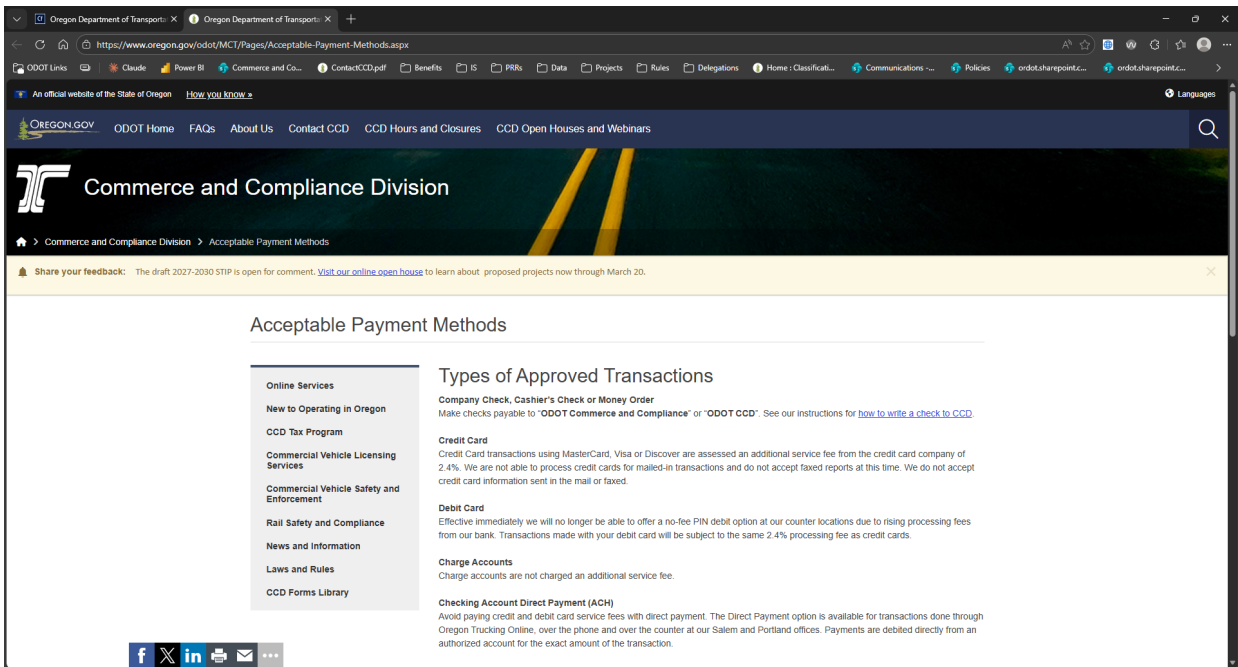 Oregon Department of Transporta
Oregon Department of Transporta
https://www.oregon.gov/odot/MCT/Pages/Acceptable-Payment-Methods.aspx
ODOT Links
Claude
Power BI
Commerce and Co...
ContactCCD.pdf
Benefits
IS
PRRs
Data
Projects
Rules
Delegations
Home : Classificati...
Communications -...
Policies
ordot.sharepoint.c...
ordot.sharepoint.c...
An official website of the State of Oregon How you know »
Languages
OREGON.GOV
ODOT Home
FAQs
About Us
Contact CCD
CCD Hours and Closures
CCD Open Houses and Webinars
Commerce and Compliance Division
> Commerce and Compliance Division > Acceptable Payment Methods
Share your feedback: The draft 2027-2030 STIP is open for comment. Visit our online open house to learn about proposed projects now through March 20.
Acceptable Payment Methods
Online Services
New to Operating in Oregon
CCD Tax Program
Commercial Vehicle Licensing
Services
Commercial Vehicle Safety and
Enforcement
Rail Safety and Compliance
News and Information
Laws and Rules
CCD Forms Library
Types of Approved Transactions
Company Check, Cashier's Check or Money Order
Make checks payable to "ODOT Commerce and Compliance" or "ODOT CCD". See our instructions for how to write a check to CCD.
Credit Card
Credit Card transactions using MasterCard, Visa or Discover are assessed an additional service fee from the credit card company of
2.4%. We are not able to process credit cards for mailed-in transactions and do not accept faxed reports at this time. We do not accept
credit card information sent in the mail or faxed.
Debit Card
Effective immediately we will no longer be able to offer a no-fee PIN debit option at our counter locations due to rising processing fees
from our bank. Transactions made with your debit card will be subject to the same 2.4% processing fee as credit cards.
Charge Accounts
Charge accounts are not charged an additional service fee.
Checking Account Direct Payment (ACH)
Avoid paying credit and debit card service fees with direct payment. The Direct Payment option is available for transactions done through
Oregon Trucking Online, over the phone and over the counter at our Salem and Portland offices. Payments are debited directly from an
authorized account for the exact amount of the transaction.